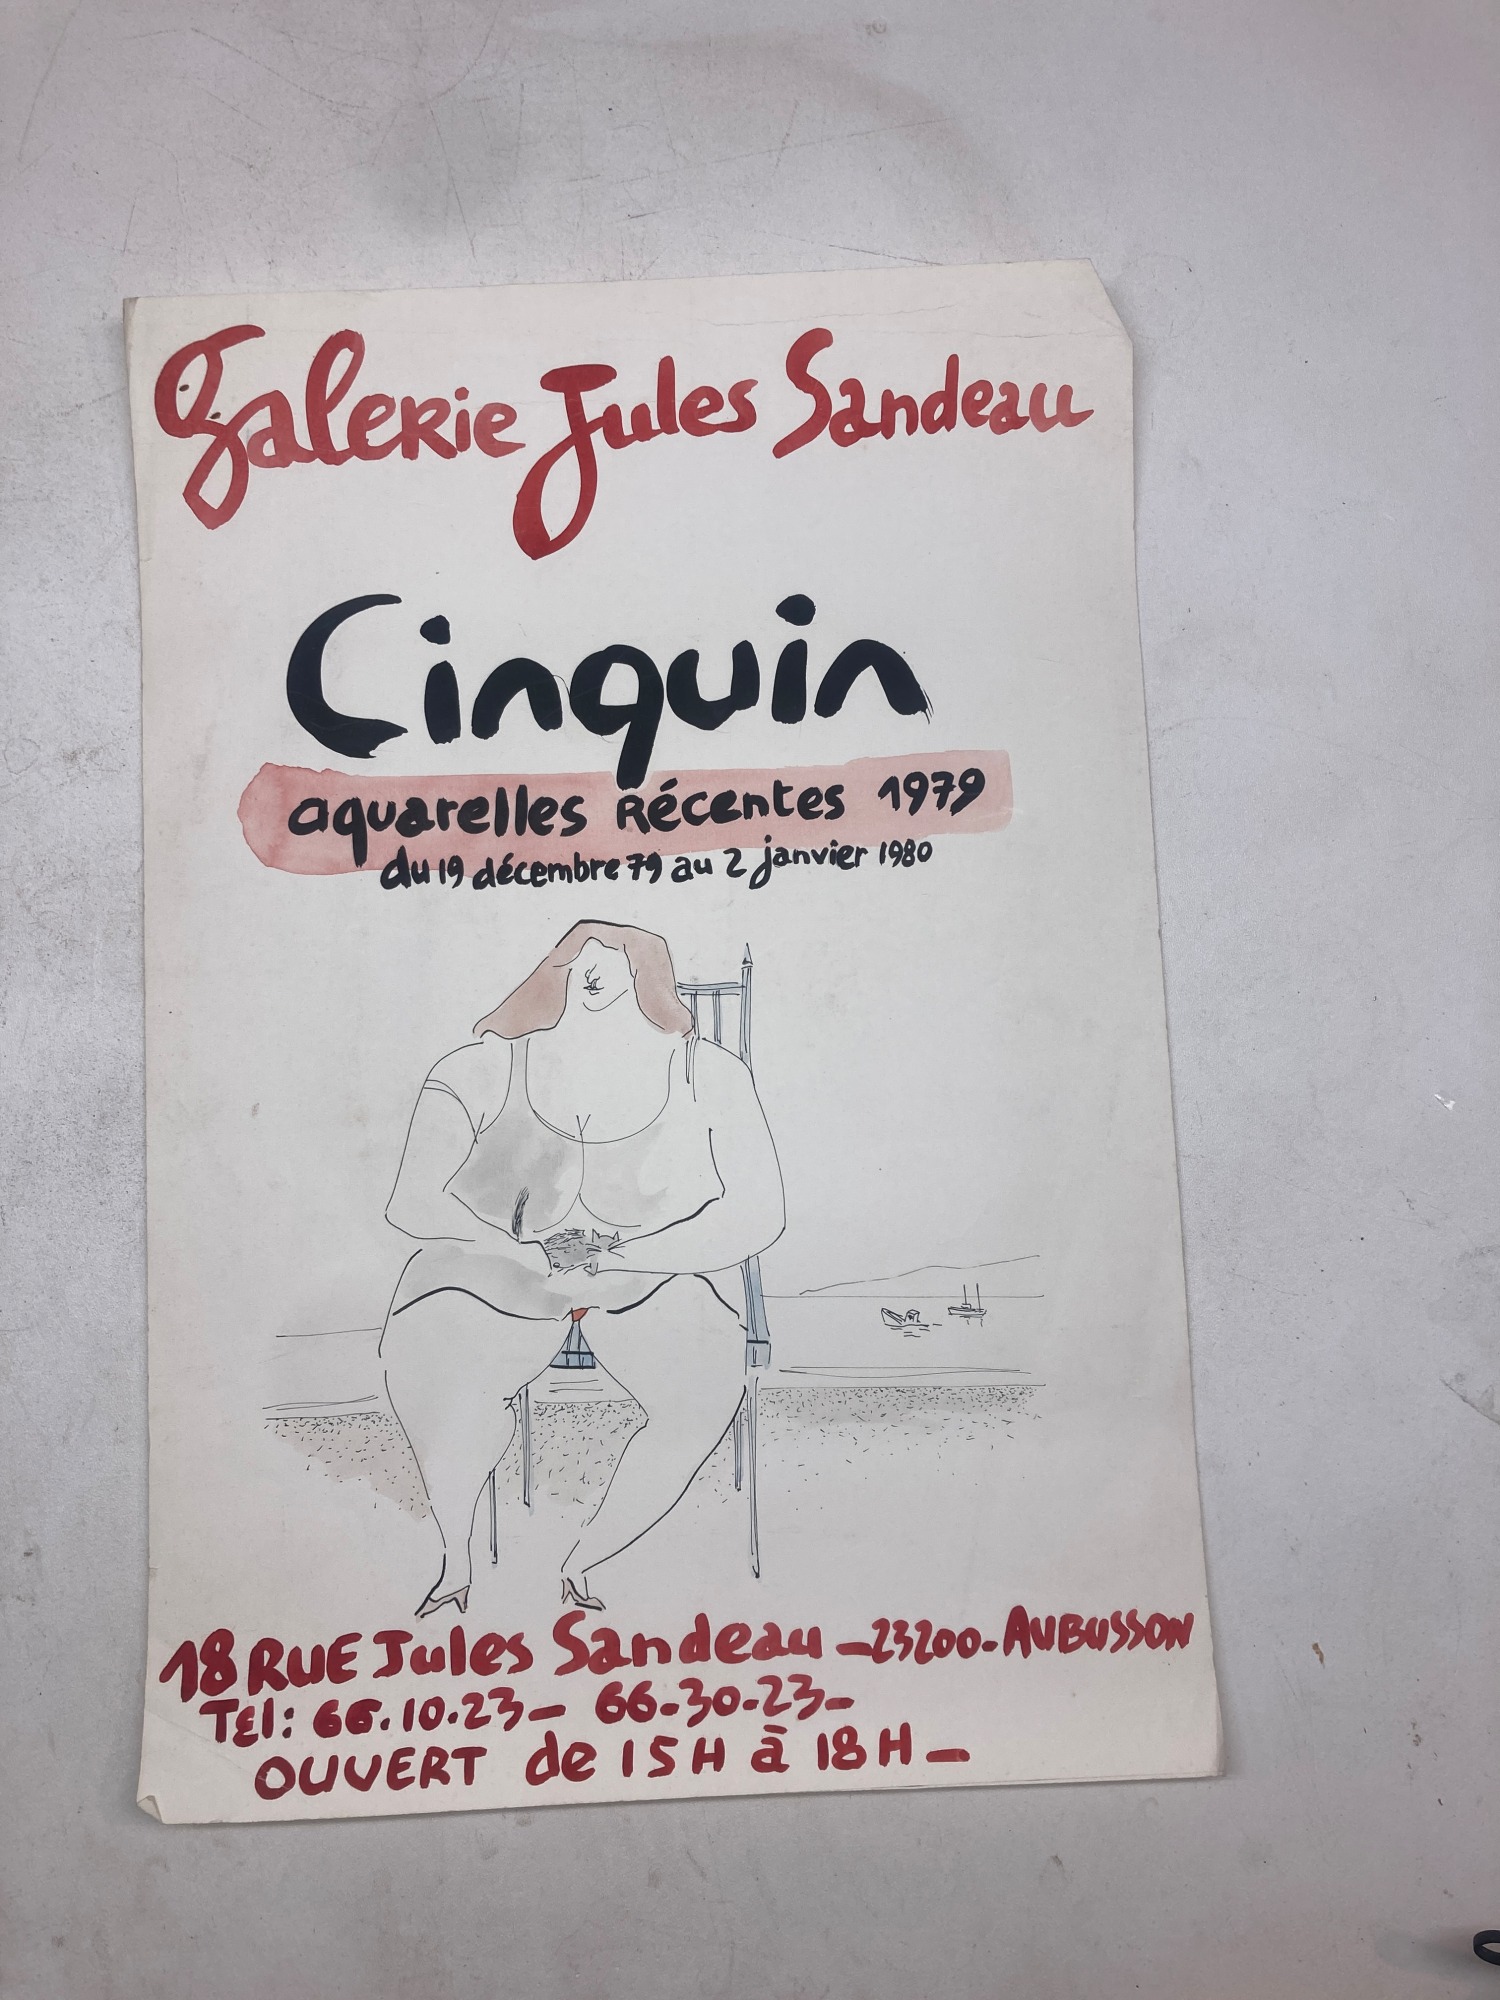 Galerie Jules Sandeau
Cinquin
aquarelles Récentes 1979
du 19 décembre 79 au 2 janvier 1980
18 RUE Jules Sandeau - 23200 - AUBUSSON
TEl: 66.10.23 - 66.30.23 -
OUVERT de 15H à 18H -